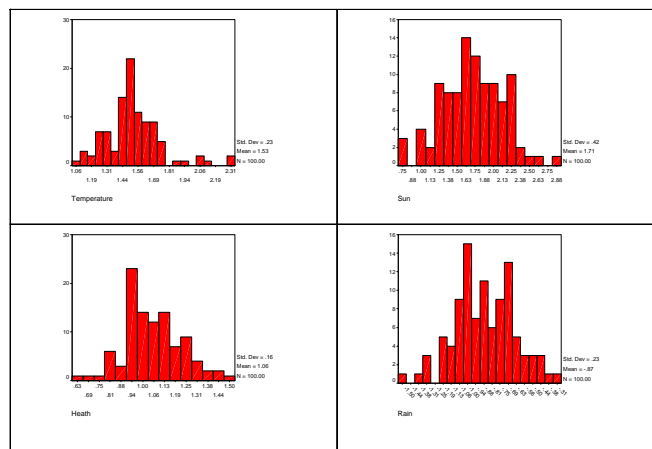 30
20
10
0
1.06 1.31 1.56 1.81 2.06 2.31
1.19 1.44 1.69 1.94 2.19
Std. Dev = .23
Mean = 1.53
N = 100.00
Temperature
16
14
12
10
8
6
4
2
0
.75 1.00 1.25 1.50 1.75 2.00 2.25 2.50 2.75
.88 1.13 1.38 1.63 1.88 2.13 2.38 2.63 2.88
Std. Dev = .42
Mean = 1.71
N = 100.00
Sun
30
20
10
0
.63 .75 .88 1.00 1.13 1.25 1.38 1.50
.69 .81 .94 1.06 1.19 1.31 1.44
Std. Dev = .16
Mean = 1.06
N = 100.00
Heath
16
14
12
10
8
6
4
2
0
Std. Dev = .23
Mean = -.87
N = 100.00
Rain